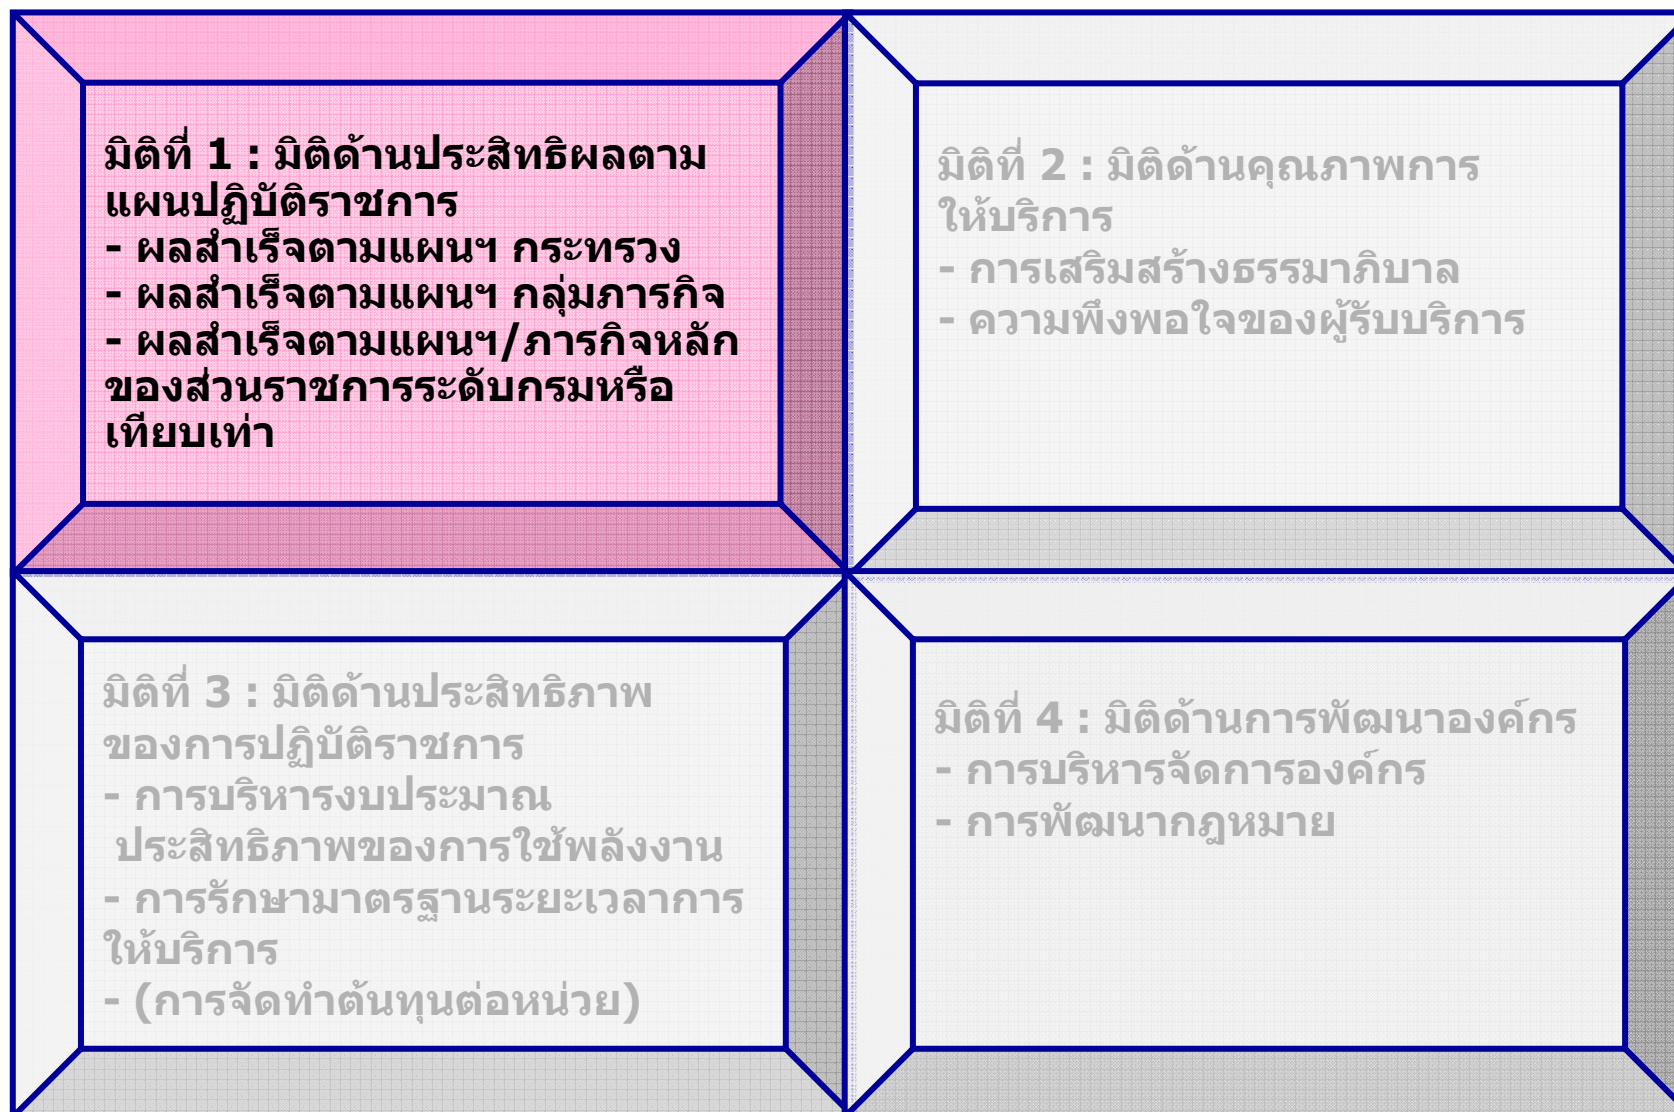 มิติที่ 1 : มิติด้านประสิทธิผลตาม
แผนปฏิบัติราชการ
- ผลสำเร็จตามแผนฯ กระทรวง
- ผลสำเร็จตามแผนฯ กลุ่มภารกิจ
- ผลสำเร็จตามแผนฯ/ภารกิจหลัก
ของส่วนราชการระดับกรมหรือ
เทียบเท่า
มิติที่ 2 : มิติด้านคุณภาพการ
ให้บริการ
- การเสริมสร้างธรรมาภิบาล
- ความพึงพอใจของผู้รับบริการ
มิติที่ 3 : มิติด้านประสิทธิภาพ
ของการปฏิบัติราชการ
- การบริหารงบประมาณ
ประสิทธิภาพของการใช้พลังงาน
- การรักษามาตรฐานระยะเวลาการ
ให้บริการ
- (การจัดทำต้นทุนต่อหน่วย)
มิติที่ 4 : มิติด้านการพัฒนาองค์กร
- การบริหารจัดการองค์กร
- การพัฒนากฎหมาย